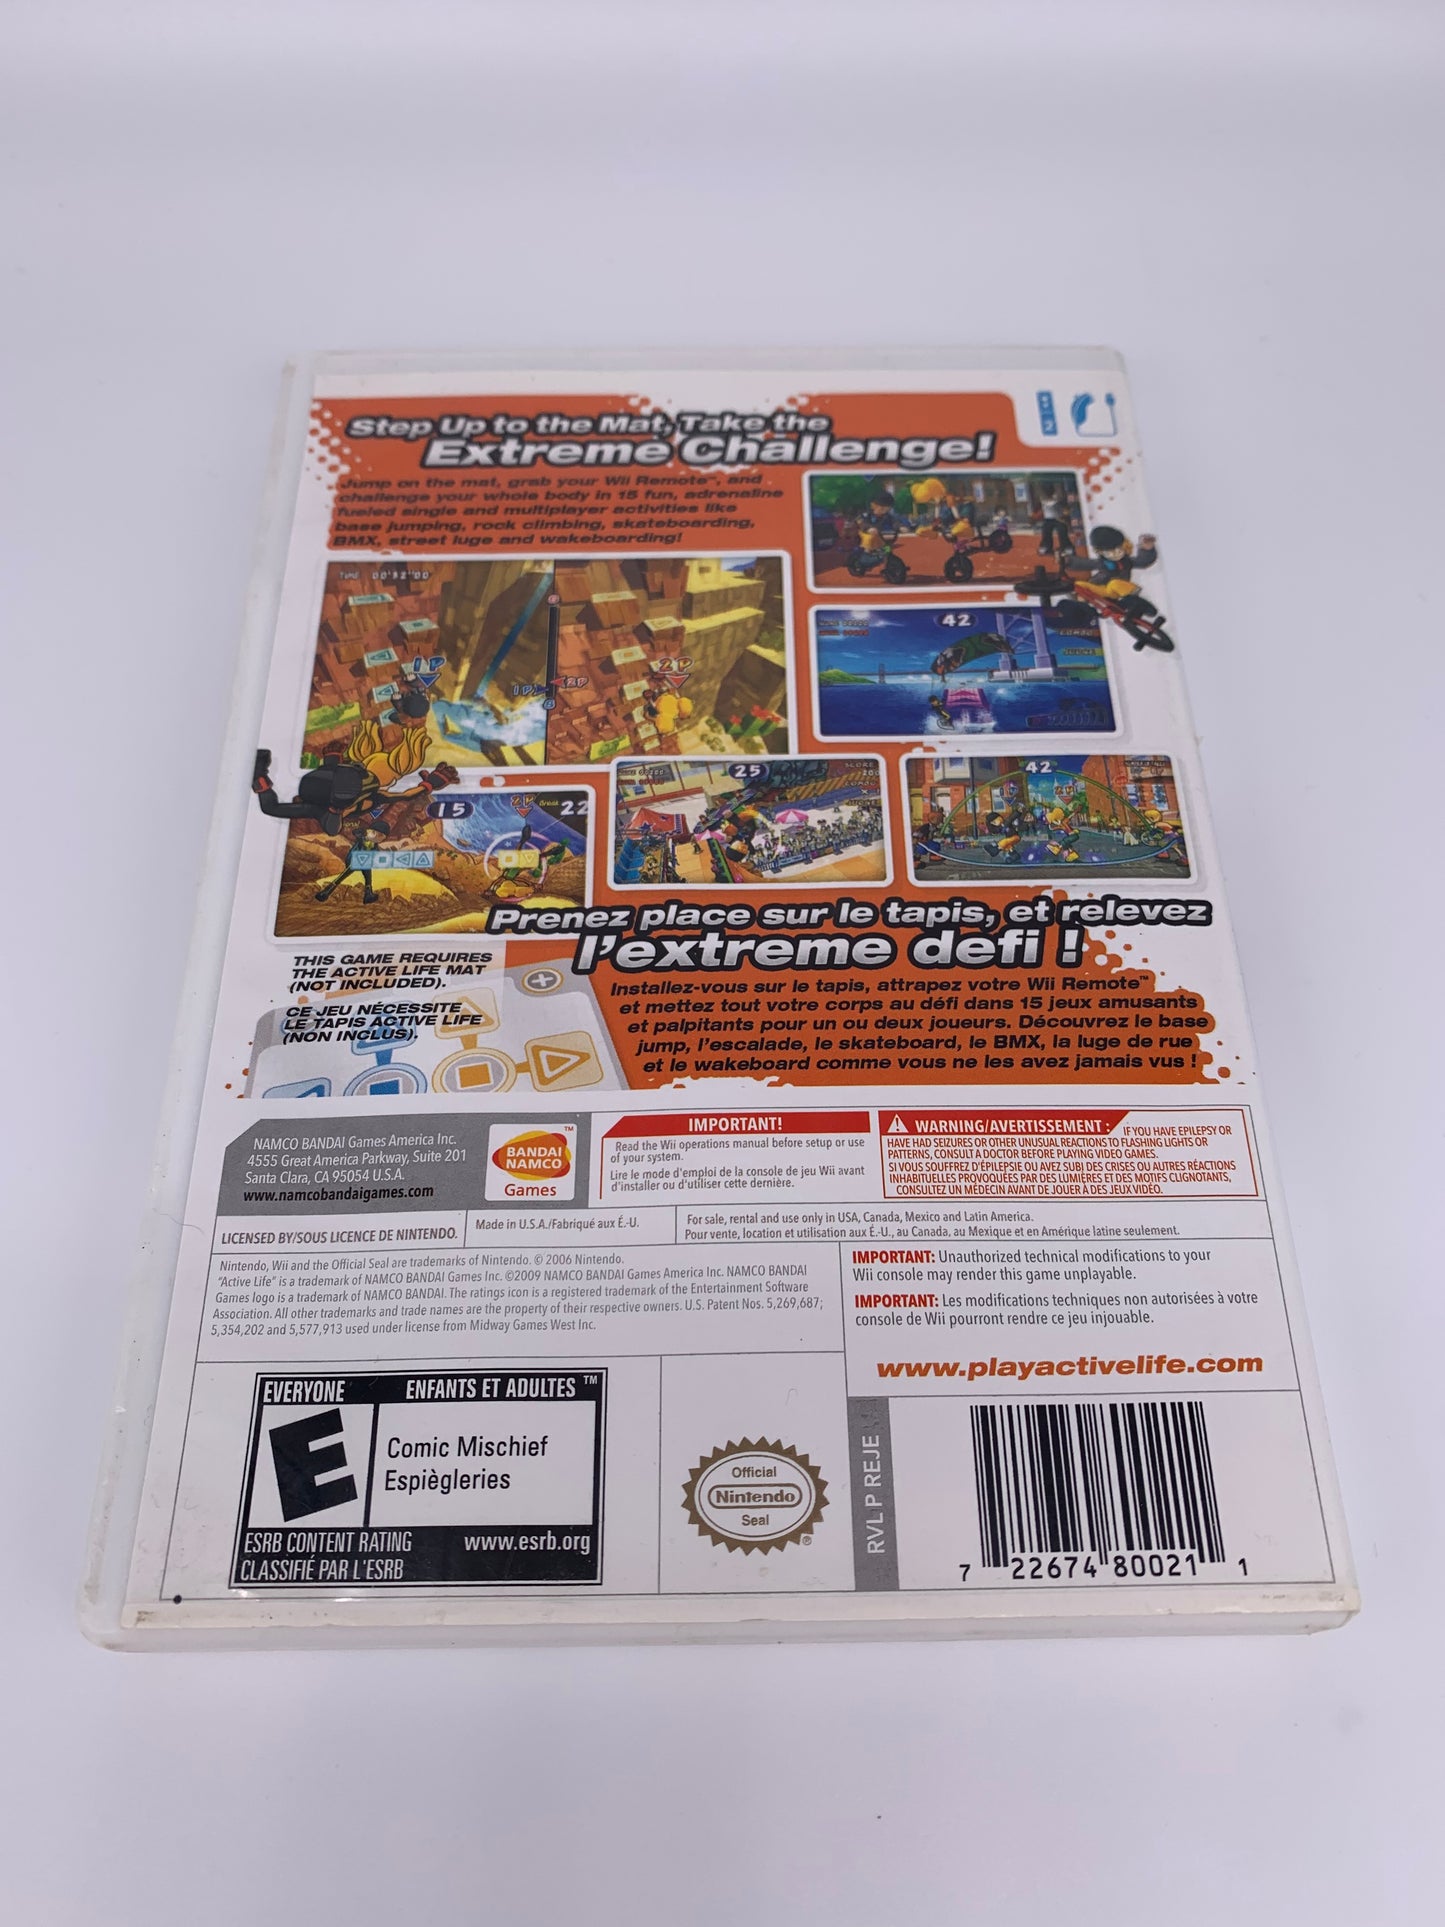 Step Up to the Mat, Take the
Extreme Challenge!
Jump on the mat, grab your Wii Remote™, and
challenge your whole body in 15 fun, adrenaline
fueled single and multiplayer activities like
base jumping, rock climbing, skateboarding,
BMX, street luge and wakeboarding!
TIME 00'32"00
1P
2P
1P
2P
42
15
2P
22
25
SCORE
42
2P
Prenez place sur le tapis, et relevez
l'extreme defi !
THIS GAME REQUIRES
THE ACTIVE LIFE MAT
(NOT INCLUDED).
CE JEU NÉCESSITE
LE TAPIS ACTIVE LIFE
(NON INCLUS).
Installez-vous sur le tapis, attrapez votre Wii Remote™
et mettez tout votre corps au défi dans 15 jeux amusants
et palpitants pour un ou deux joueurs. Découvrez le base
jump, l'escalade, le skateboard, le BMX, la luge de rue
et le wakeboard comme vous ne les avez jamais vus !
NAMCO BANDAI Games America Inc.
4555 Great America Parkway, Suite 201
Santa Clara, CA 95054 U.S.A.
www.namcobandaigames.com
BANDAI
NAMCO
Games
™
IMPORTANT!
Read the Wii operations manual before setup or use
of your system.
Lire le mode d'emploi de la console de jeu Wii avant
d'installer ou d'utiliser cette dernière.
WARNING/AVERTISSEMENT : IF YOU HAVE EPILEPSY OR
HAVE HAD SEIZURES OR OTHER UNUSUAL REACTIONS TO FLASHING LIGHTS OR
PATTERNS, CONSULT A DOCTOR BEFORE PLAYING VIDEO GAMES.
SI VOUS SOUFFREZ D'ÉPILEPSIE OU AVEZ SUBI DES CRISES OU AUTRES RÉACTIONS
INHABITUELLES PROVOQUÉES PAR DES LUMIÈRES ET DES MOTIFS CLIGNOTANTS,
CONSULTEZ UN MÉDECIN AVANT DE JOUER À DES JEUX VIDÉO.
LICENSED BY/SOUS LICENCE DE NINTENDO.
Made in U.S.A./Fabriqué aux É.-U.
For sale, rental and use only in USA, Canada, Mexico and Latin America.
Pour vente, location et utilisation aux É.-U., au Canada, au Mexique et en Amérique latine seulement.
Nintendo, Wii and the Official Seal are trademarks of Nintendo. © 2006 Nintendo.
"Active Life" is a trademark of NAMCO BANDAI Games Inc. ©2009 NAMCO BANDAI Games America Inc. NAMCO BANDAI
Games logo is a trademark of NAMCO BANDAI. The ratings icon is a registered trademark of the Entertainment Software
Association. All other trademarks and trade names are the property of their respective owners. U.S. Patent Nos. 5,269,687;
5,354,202 and 5,577,913 used under license from Midway Games West Inc.
IMPORTANT: Unauthorized technical modifications to your
Wii console may render this game unplayable.
IMPORTANT: Les modifications techniques non autorisées à votre
console de Wii pourront rendre ce jeu injouable.
www.playactivelife.com
EVERYONE ENFANTS ET ADULTES ™
E
Comic Mischief
Espiègleries
ESRB CONTENT RATING www.esrb.org
CLASSIFIÉ PAR L'ESRB
Official
Nintendo
Seal
®
RVL P REJE
7 22674 80021 1